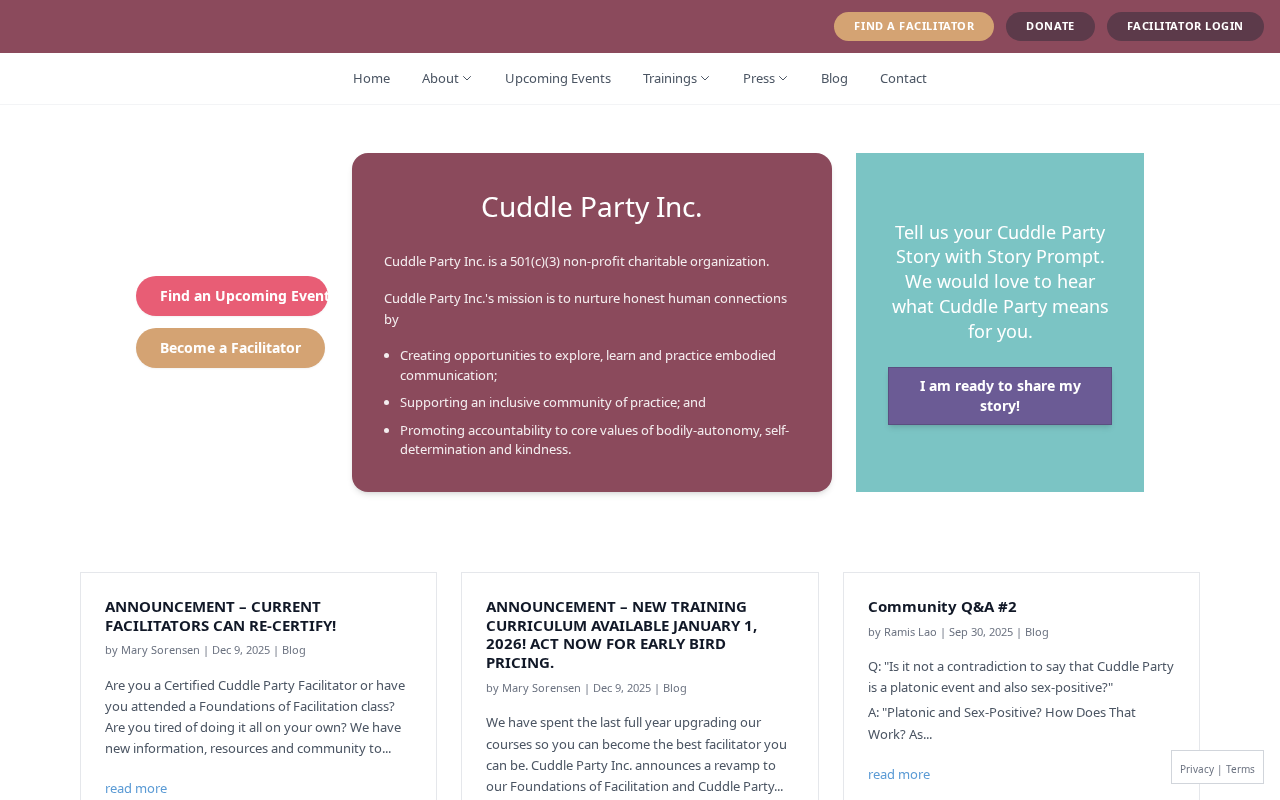 FIND A FACILITATOR
DONATE
FACILITATOR LOGIN
Home
About
Upcoming Events
Trainings
Press
Blog
Contact
Find an Upcoming Event
Become a Facilitator
Cuddle Party Inc.
Cuddle Party Inc. is a 501(c)(3) non-profit charitable organization.
Cuddle Party Inc.'s mission is to nurture honest human connections
by
• Creating opportunities to explore, learn and practice embodied
communication;
• Supporting an inclusive community of practice; and
• Promoting accountability to core values of bodily-autonomy, self-
determination and kindness.
Tell us your Cuddle Party
Story with Story Prompt.
We would love to hear
what Cuddle Party means
for you.
I am ready to share my
story!
ANNOUNCEMENT – CURRENT
FACILITATORS CAN RE-CERTIFY!
by Mary Sorensen | Dec 9, 2025 | Blog
Are you a Certified Cuddle Party Facilitator or have
you attended a Foundations of Facilitation class?
Are you tired of doing it all on your own? We have
new information, resources and community to...
read more
ANNOUNCEMENT – NEW TRAINING
CURRICULUM AVAILABLE JANUARY 1,
2026! ACT NOW FOR EARLY BIRD
PRICING.
by Mary Sorensen | Dec 9, 2025 | Blog
We have spent the last full year upgrading our
courses so you can become the best facilitator you
can be. Cuddle Party Inc. announces a revamp to
our Foundations of Facilitation and Cuddle Party...
Community Q&A #2
by Ramis Lao | Sep 30, 2025 | Blog
Q: "Is it not a contradiction to say that Cuddle Party
is a platonic event and also sex-positive?"
A: "Platonic and Sex-Positive? How Does That
Work? As...
read more
Privacy | Terms